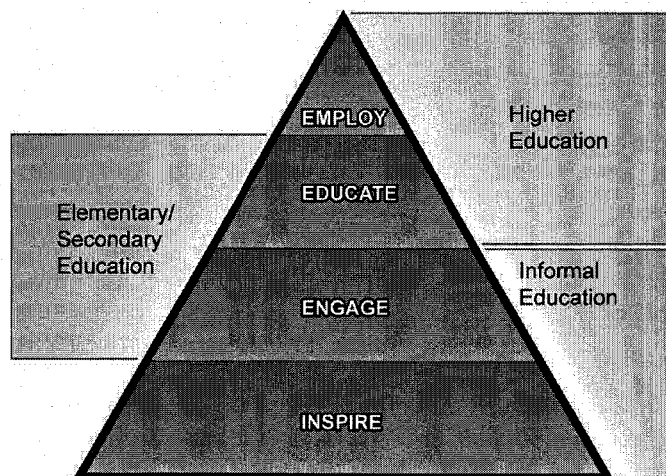 EMPLOY
Higher
Education
EDUCATE
Elementary/
Secondary
Education
Informal
Education
ENGAGE
INSPIRE